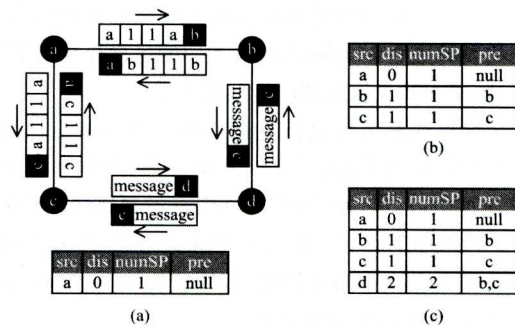 a
a 1 1 a b
b
a b 1 1 b
a 1 1 a c
a c 1 1 c
message
message
message d
c message
c
d
src dis numSP pre
a 0 1 null
(a)
src dis numSP pre
a 0 1 null
b 1 1 b
c 1 1 c
(b)
src dis numSP pre
a 0 1 null
b 1 1 b
c 1 1 c
d 2 2 b,c
(c)